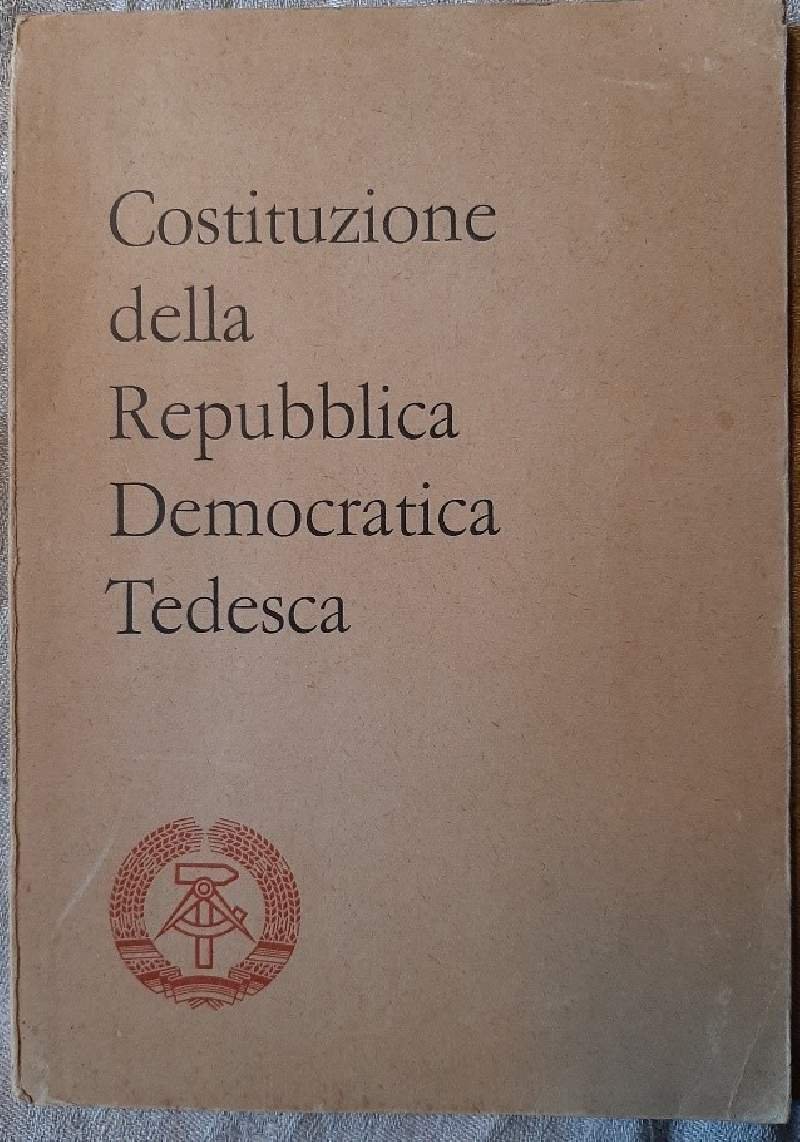 Costituzione
della
Repubblica
Democratica
Tedesca